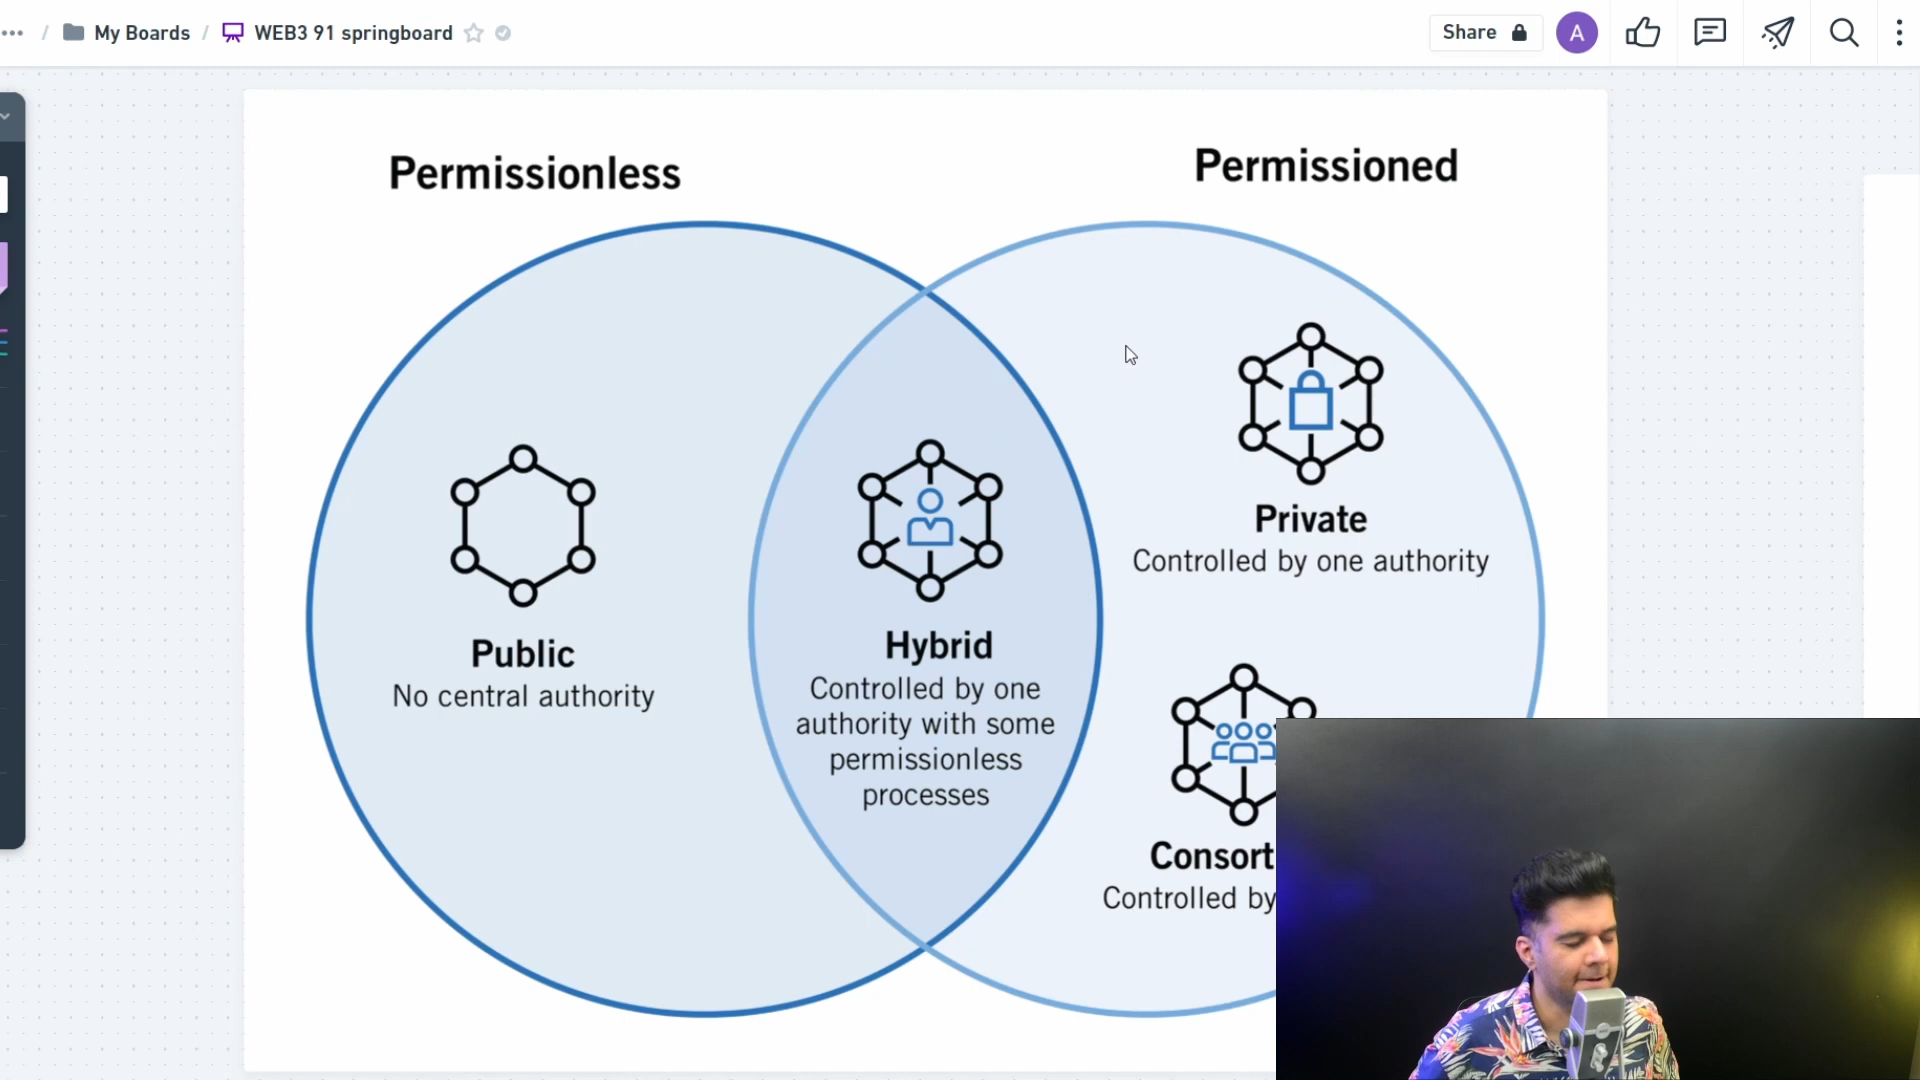 My Boards / WEB3 91 springboard
Share
A
Permissionless
Permissioned
Private
Controlled by one authority
Public
No central authority
Hybrid
Controlled by one
authority with some
permissionless
processes
Consort
Controlled by